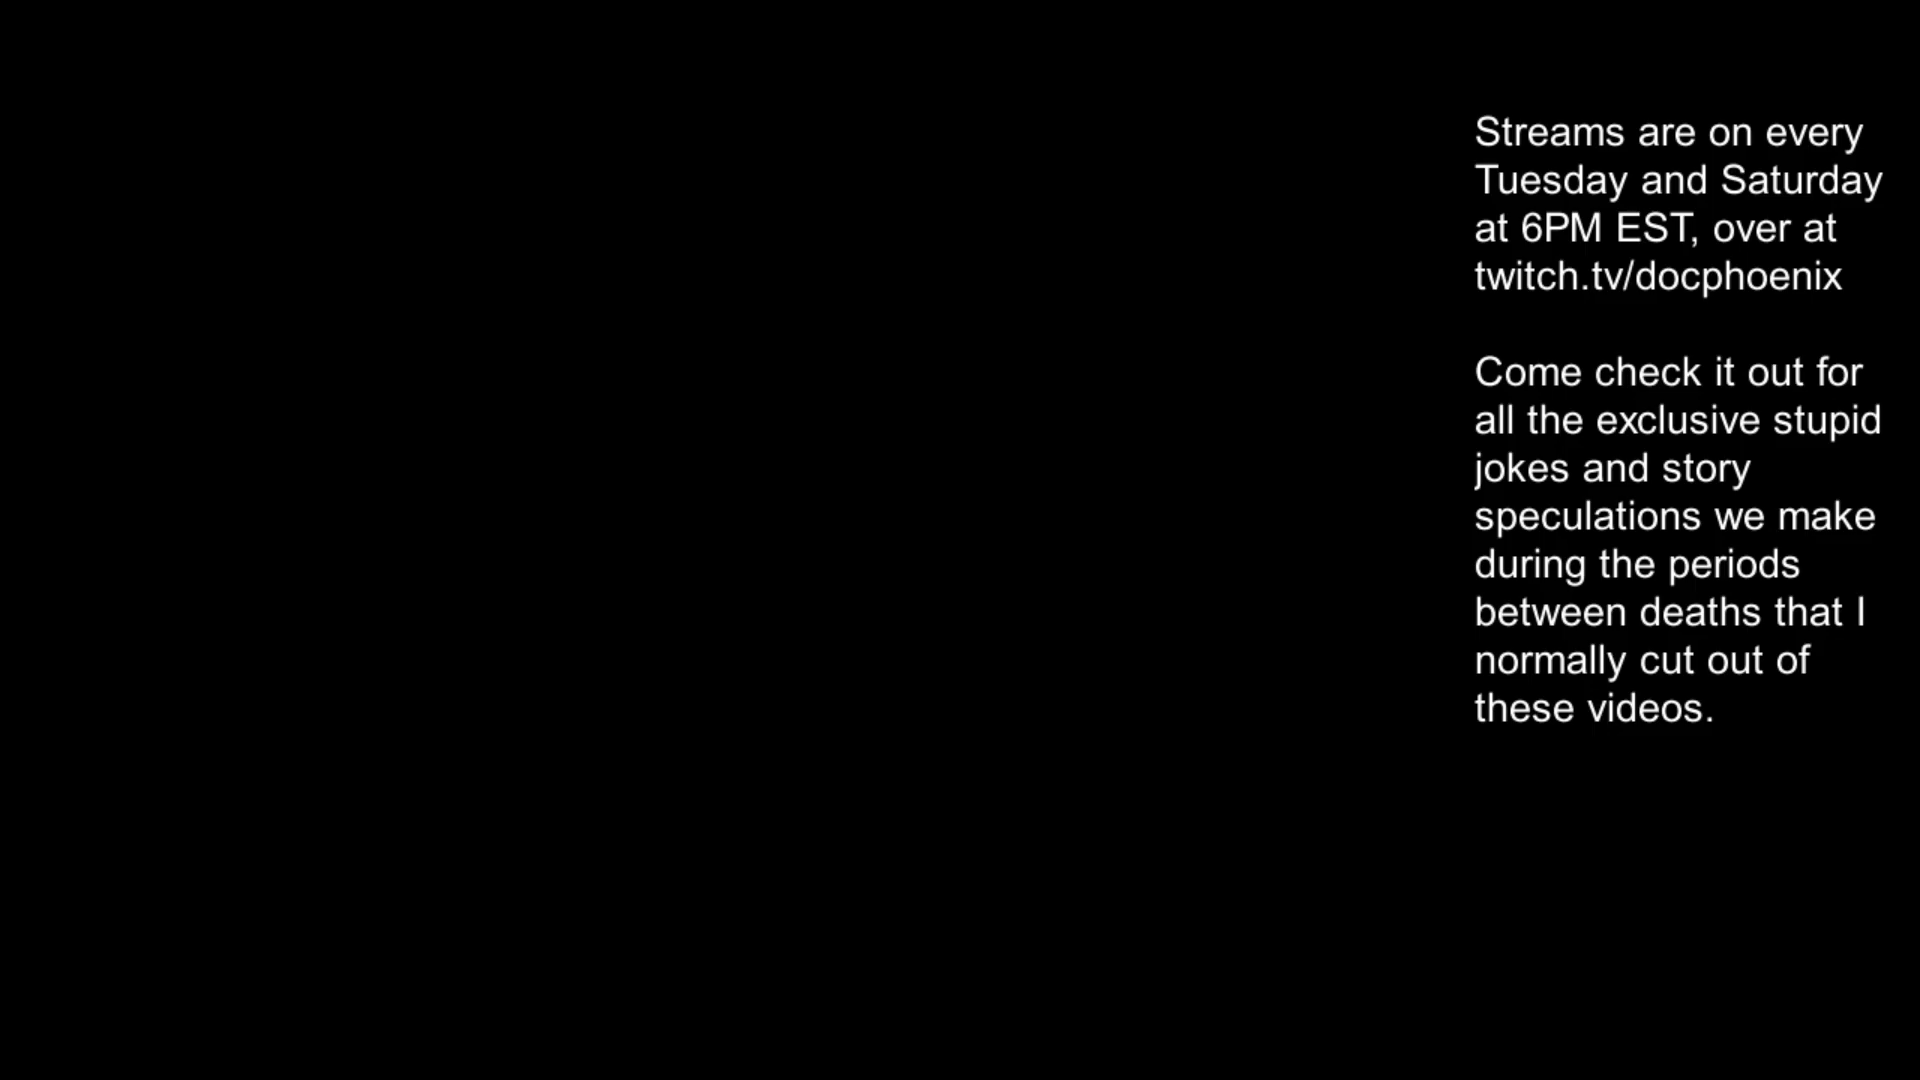 Streams are on every
Tuesday and Saturday
at 6PM EST, over at
twitch.tv/docphoenix
Come check it out for
all the exclusive stupid
jokes and story
speculations we make
during the periods
between deaths that I
normally cut out of
these videos.